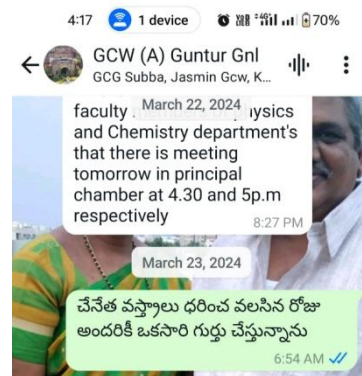 4:17 1 device 70%
GCW (A) Guntur Gnl
GCG Subba, Jasmin Gcw, K...
March 22, 2024
faculty
and Chemistry department's
that there is meeting
tomorrow in principal
chamber at 4.30 and 5p.m
respectively
8:27 PM
March 23, 2024
చేనేత వస్త్రాలు ధరించ వలసిన రోజు
అందరికీ ఒకసారి గుర్తు చేస్తున్నాను
6:54 AM